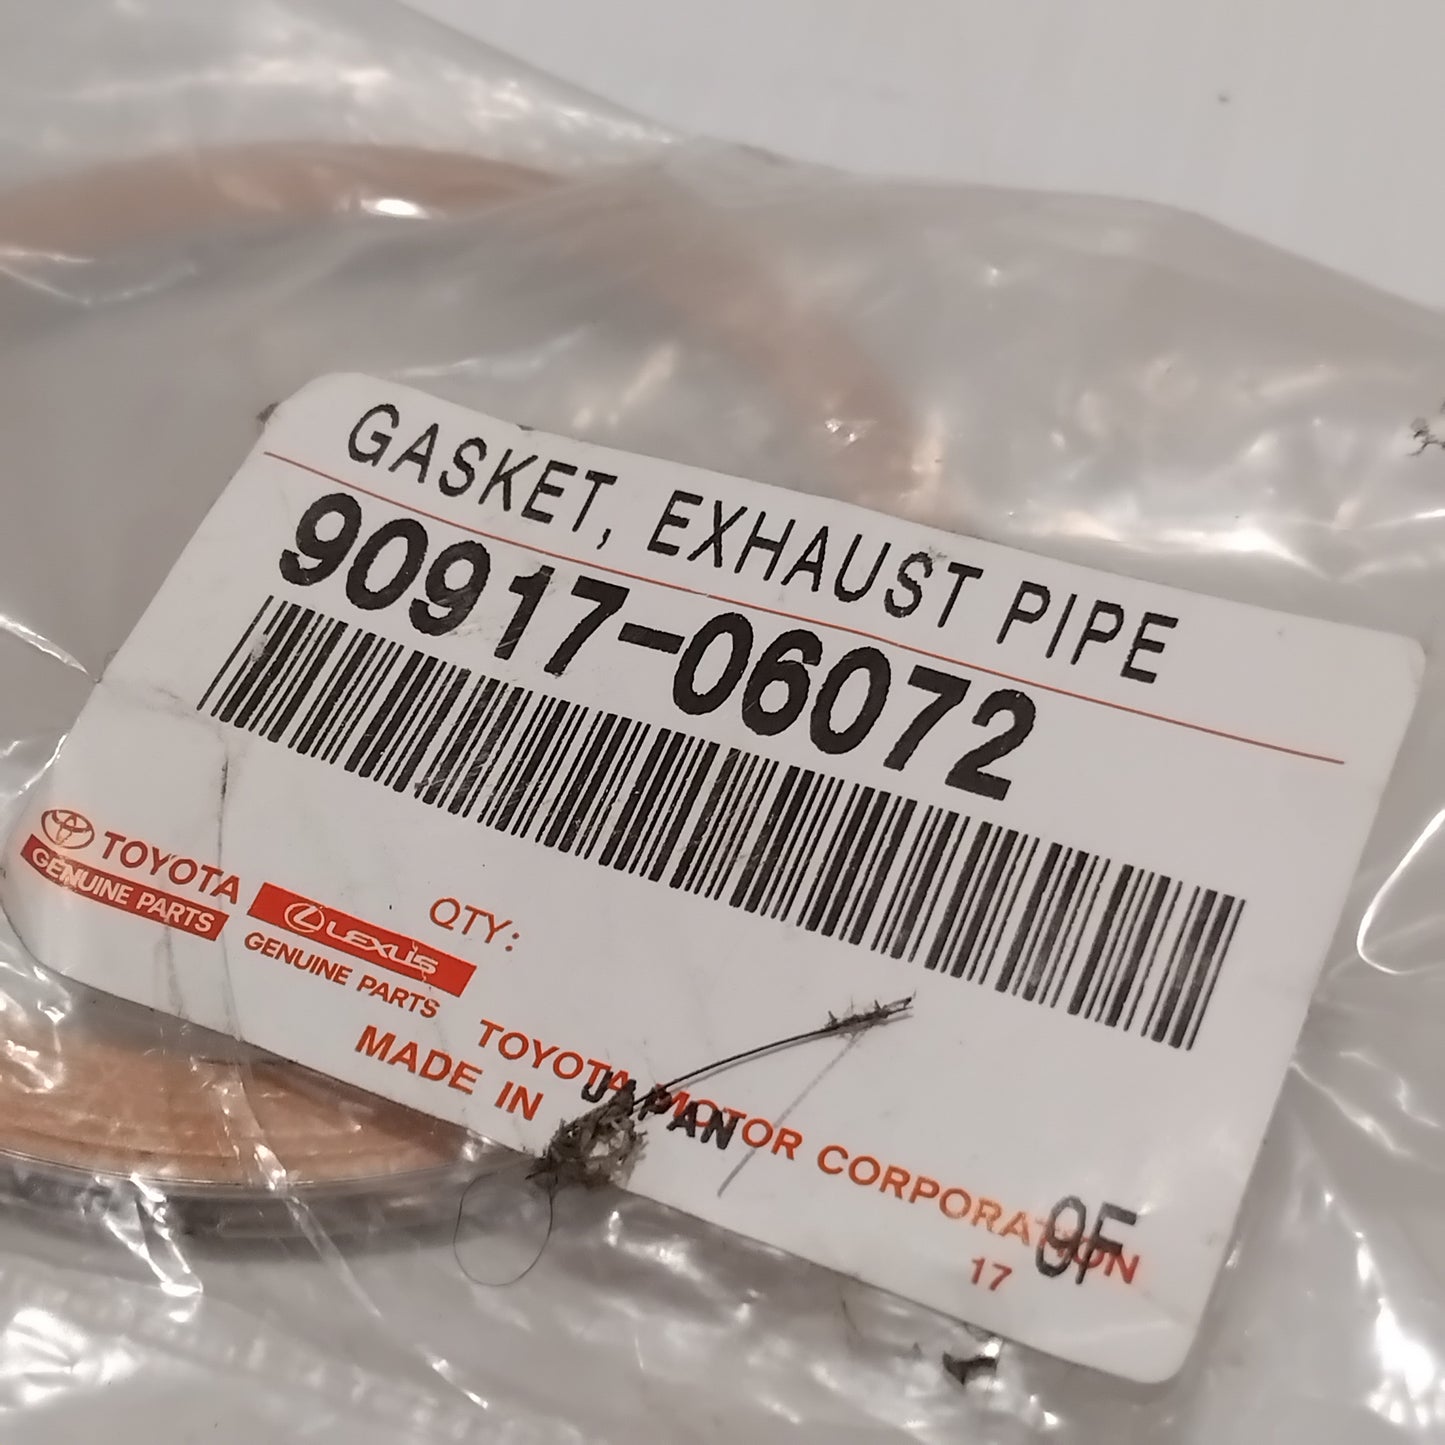 GASKET, EXHAUST PIPE
90917-06072
TOYOTA
GENUINE PARTS
LEXUS
GENUINE PARTS
QTY:
TOYOTA MOTOR CORPORATION
MADE IN JAPAN
17
9F